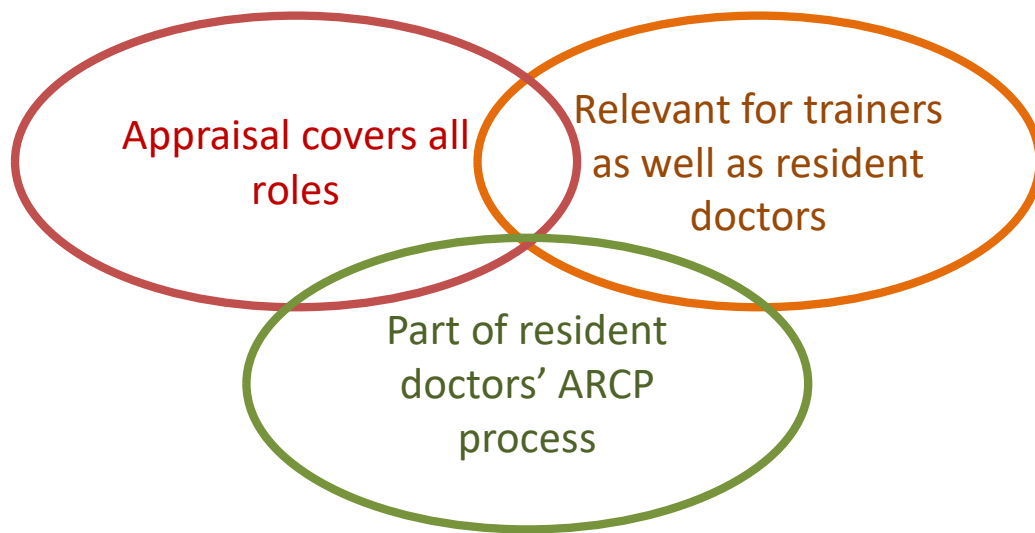 Appraisal covers all
roles
Relevant for trainers
as well as resident
doctors
Part of resident
doctors’ ARCP
process